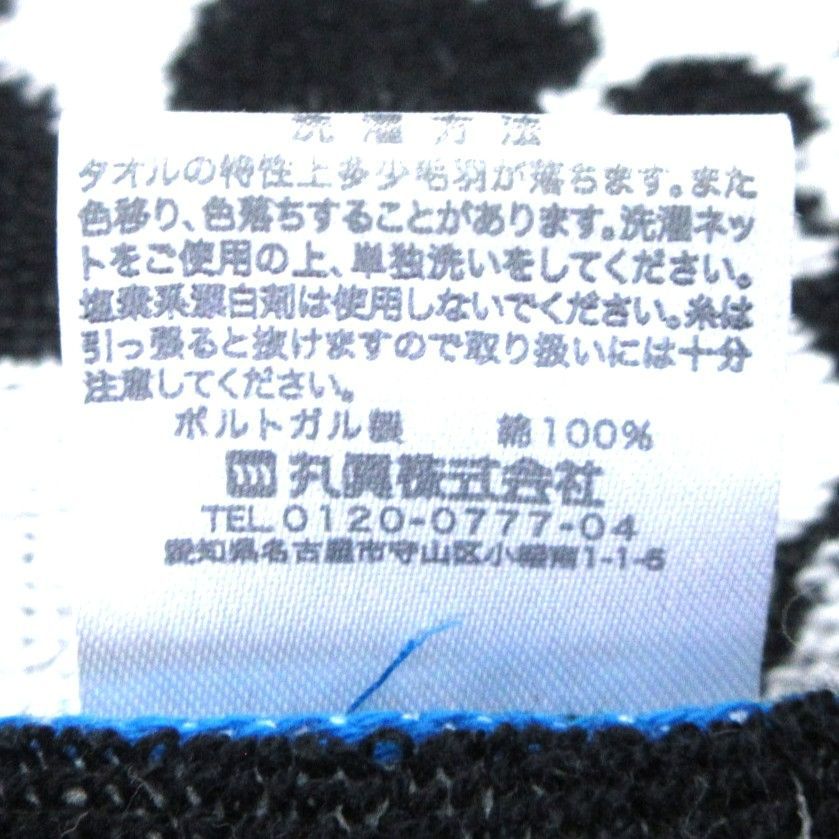 洗濯方法
タオルの特性上多少毛羽が落ちます。また
色移り、色落ちすることがあります。洗濯ネッ
トをご使用の上、単独洗いをしてください。
塩素系漂白剤は使用しないでください。糸は
引っ張ると抜けますので取り扱いには十分
注意してください。
ポルトガル製 綿100%
丸眞株式会社
TEL.0120-0777-04
愛知県名古屋市守山区小幡南1-1-5